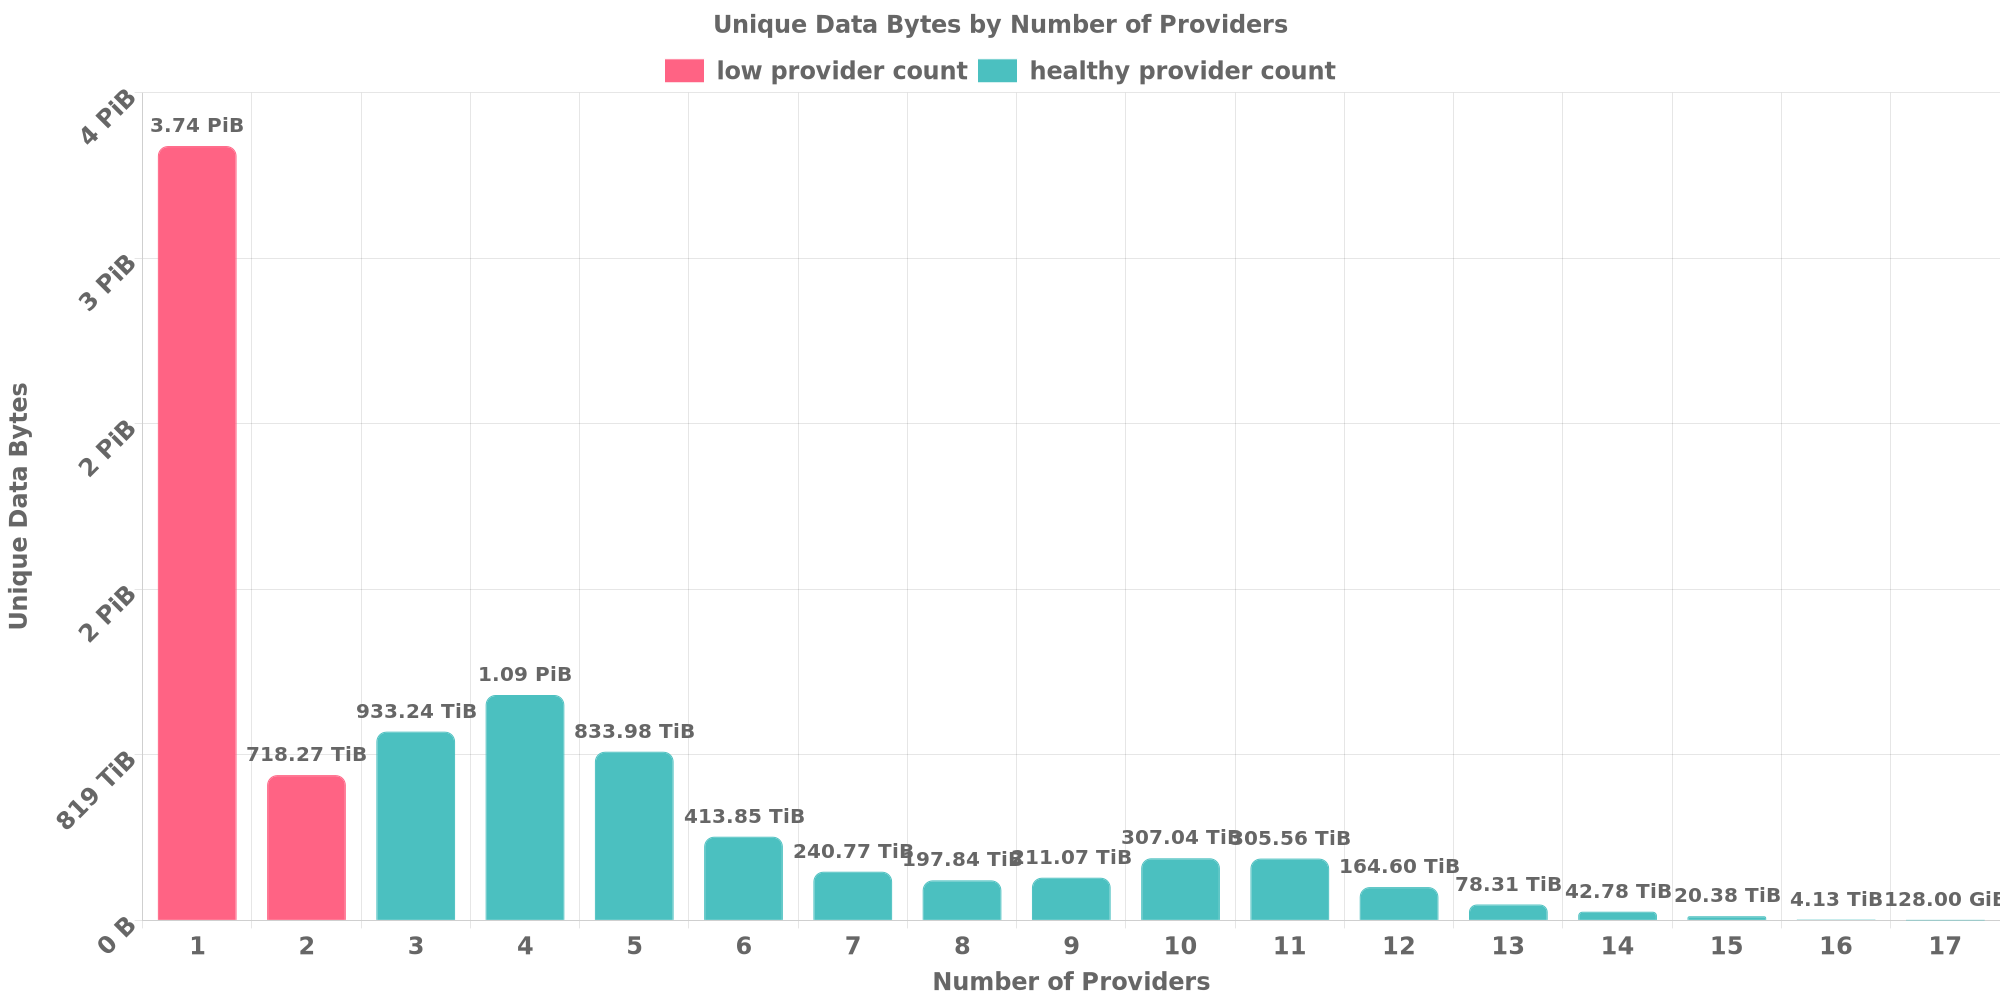 Unique Data Bytes by Number of Providers
low provider count healthy provider count
4 PiB
3 PiB
2 PiB
2 PiB
819 TiB
0 B
Unique Data Bytes
3.74 PiB
718.27 TiB
933.24 TiB
1.09 PiB
833.98 TiB
413.85 TiB
240.77 TiB
197.84 TiB
211.07 TiB
307.04 TiB
305.56 TiB
164.60 TiB
78.31 TiB
42.78 TiB
20.38 TiB
4.13 TiB
128.00 GiB
1 2 3 4 5 6 7 8 9 10 11 12 13 14 15 16 17
Number of Providers